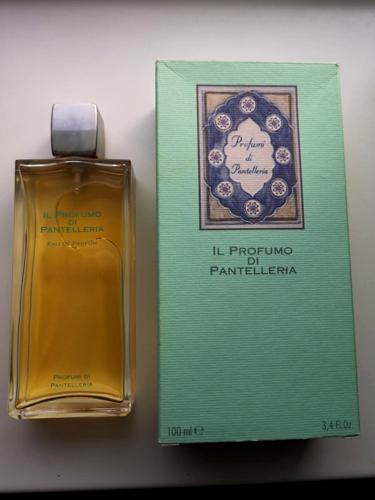 IL PROFUMO
DI
PANTELLERIA
EAU DE PARFUM
PROFUMI DI
PANTELLERIA
Profumi
di
Pantelleria
IL PROFUMO
DI
PANTELLERIA
100 ml ℮
3,4 Fl.Oz.